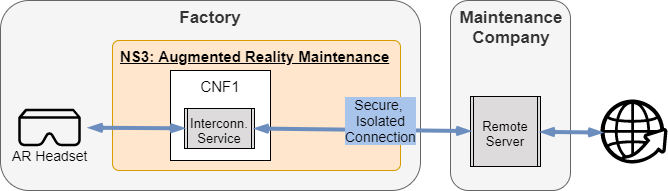 Factory
Maintenance
Company
NS3: Augmented Reality Maintenance
CNF1
Interconn.
Service
Secure,
Isolated
Connection
Remote
Server
AR Headset